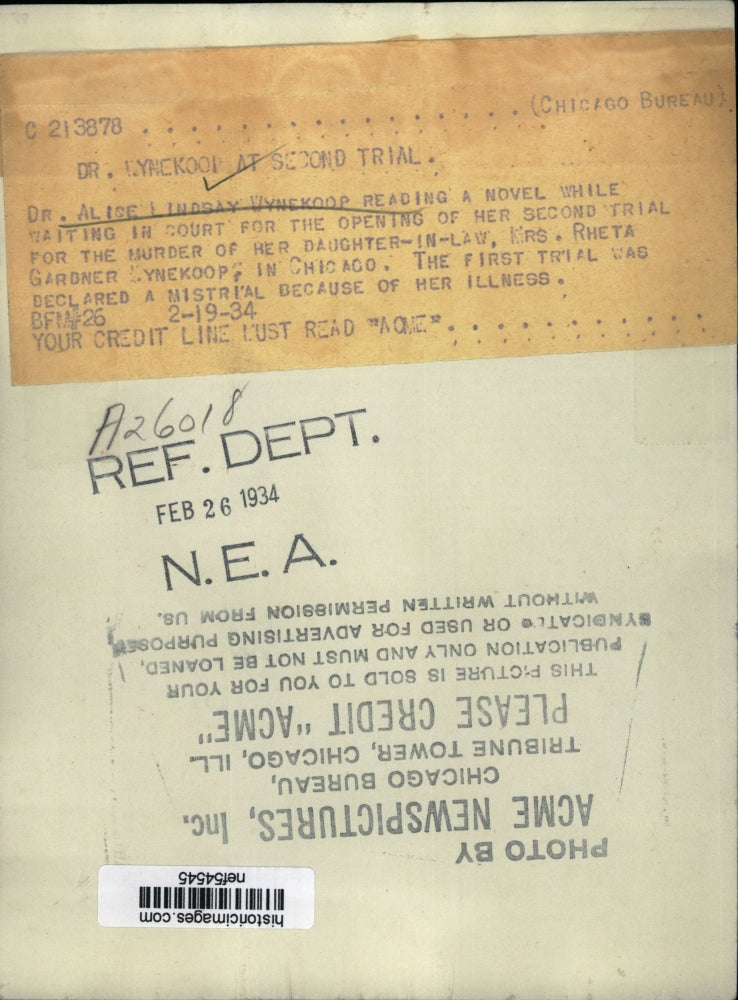 C 213878 . . . . . . . . . . . . . . . . . . (CHICAGO BUREAU)
DR. WYNEKOOP AT SECOND TRIAL.
DR. ALICE LINDSAY WYNEKOOP READING A NOVEL WHILE
WAITING IN COURT FOR THE OPENING OF HER SECOND TRIAL
FOR THE MURDER OF HER DAUGHTER-IN-LAW, MRS. RHETA
GARDNER WYNEKOOP, IN CHICAGO. THE FIRST TRIAL WAS
DECLARED A MISTRIAL BECAUSE OF HER ILLNESS.
BFM#26 2-19-34
YOUR CREDIT LINE MUST READ "ACME". . . . . . . . . . .
A26018
REF. DEPT.
FEB 26 1934
N.E.A.
PHOTO BY
ACME NEWSPICTURES, Inc.
CHICAGO BUREAU,
TRIBUNE TOWER, CHICAGO, ILL.
PLEASE CREDIT "ACME"
THIS PICTURE IS SOLD TO YOU FOR YOUR
PUBLICATION ONLY AND MUST NOT BE LOANED,
SYNDICATED OR USED FOR ADVERTISING PURPOSES
WITHOUT WRITTEN PERMISSION FROM US.
historicimages.com
nef54545